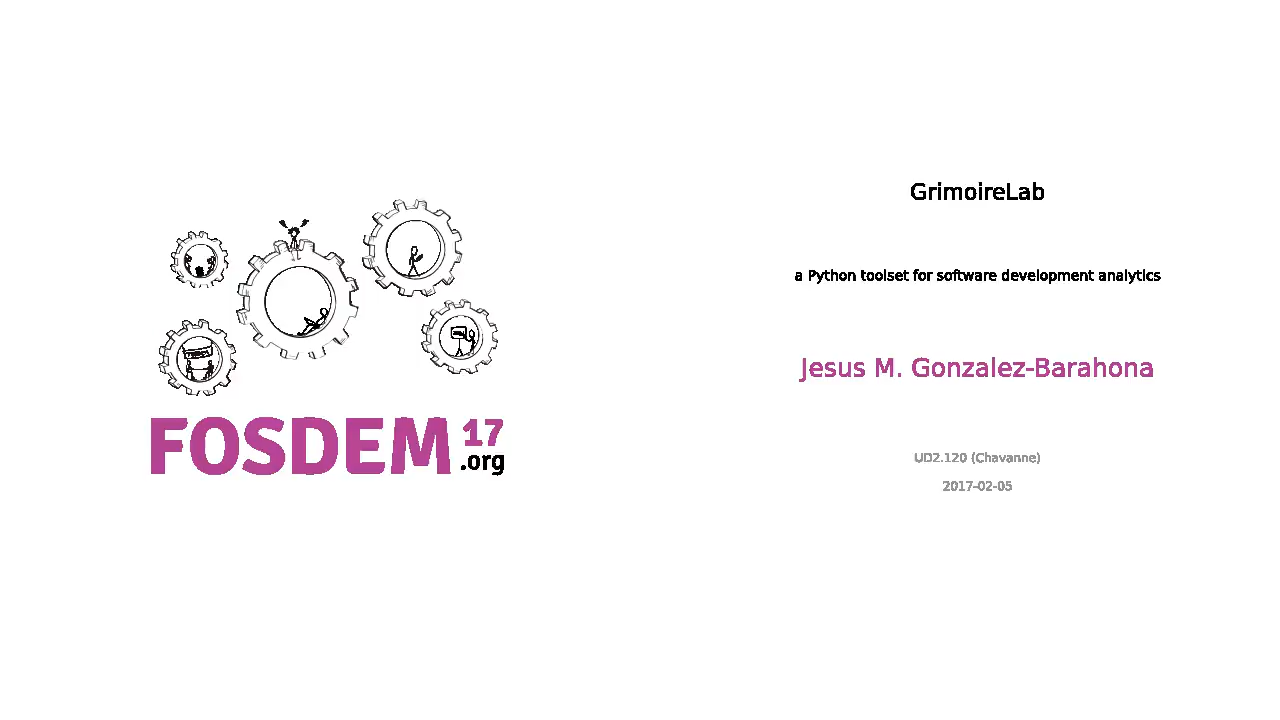 FOSDEM 17
.org
GrimoireLab
a Python toolset for software development analytics
Jesus M. Gonzalez-Barahona
UD2.120 (Chavanne)
2017-02-05